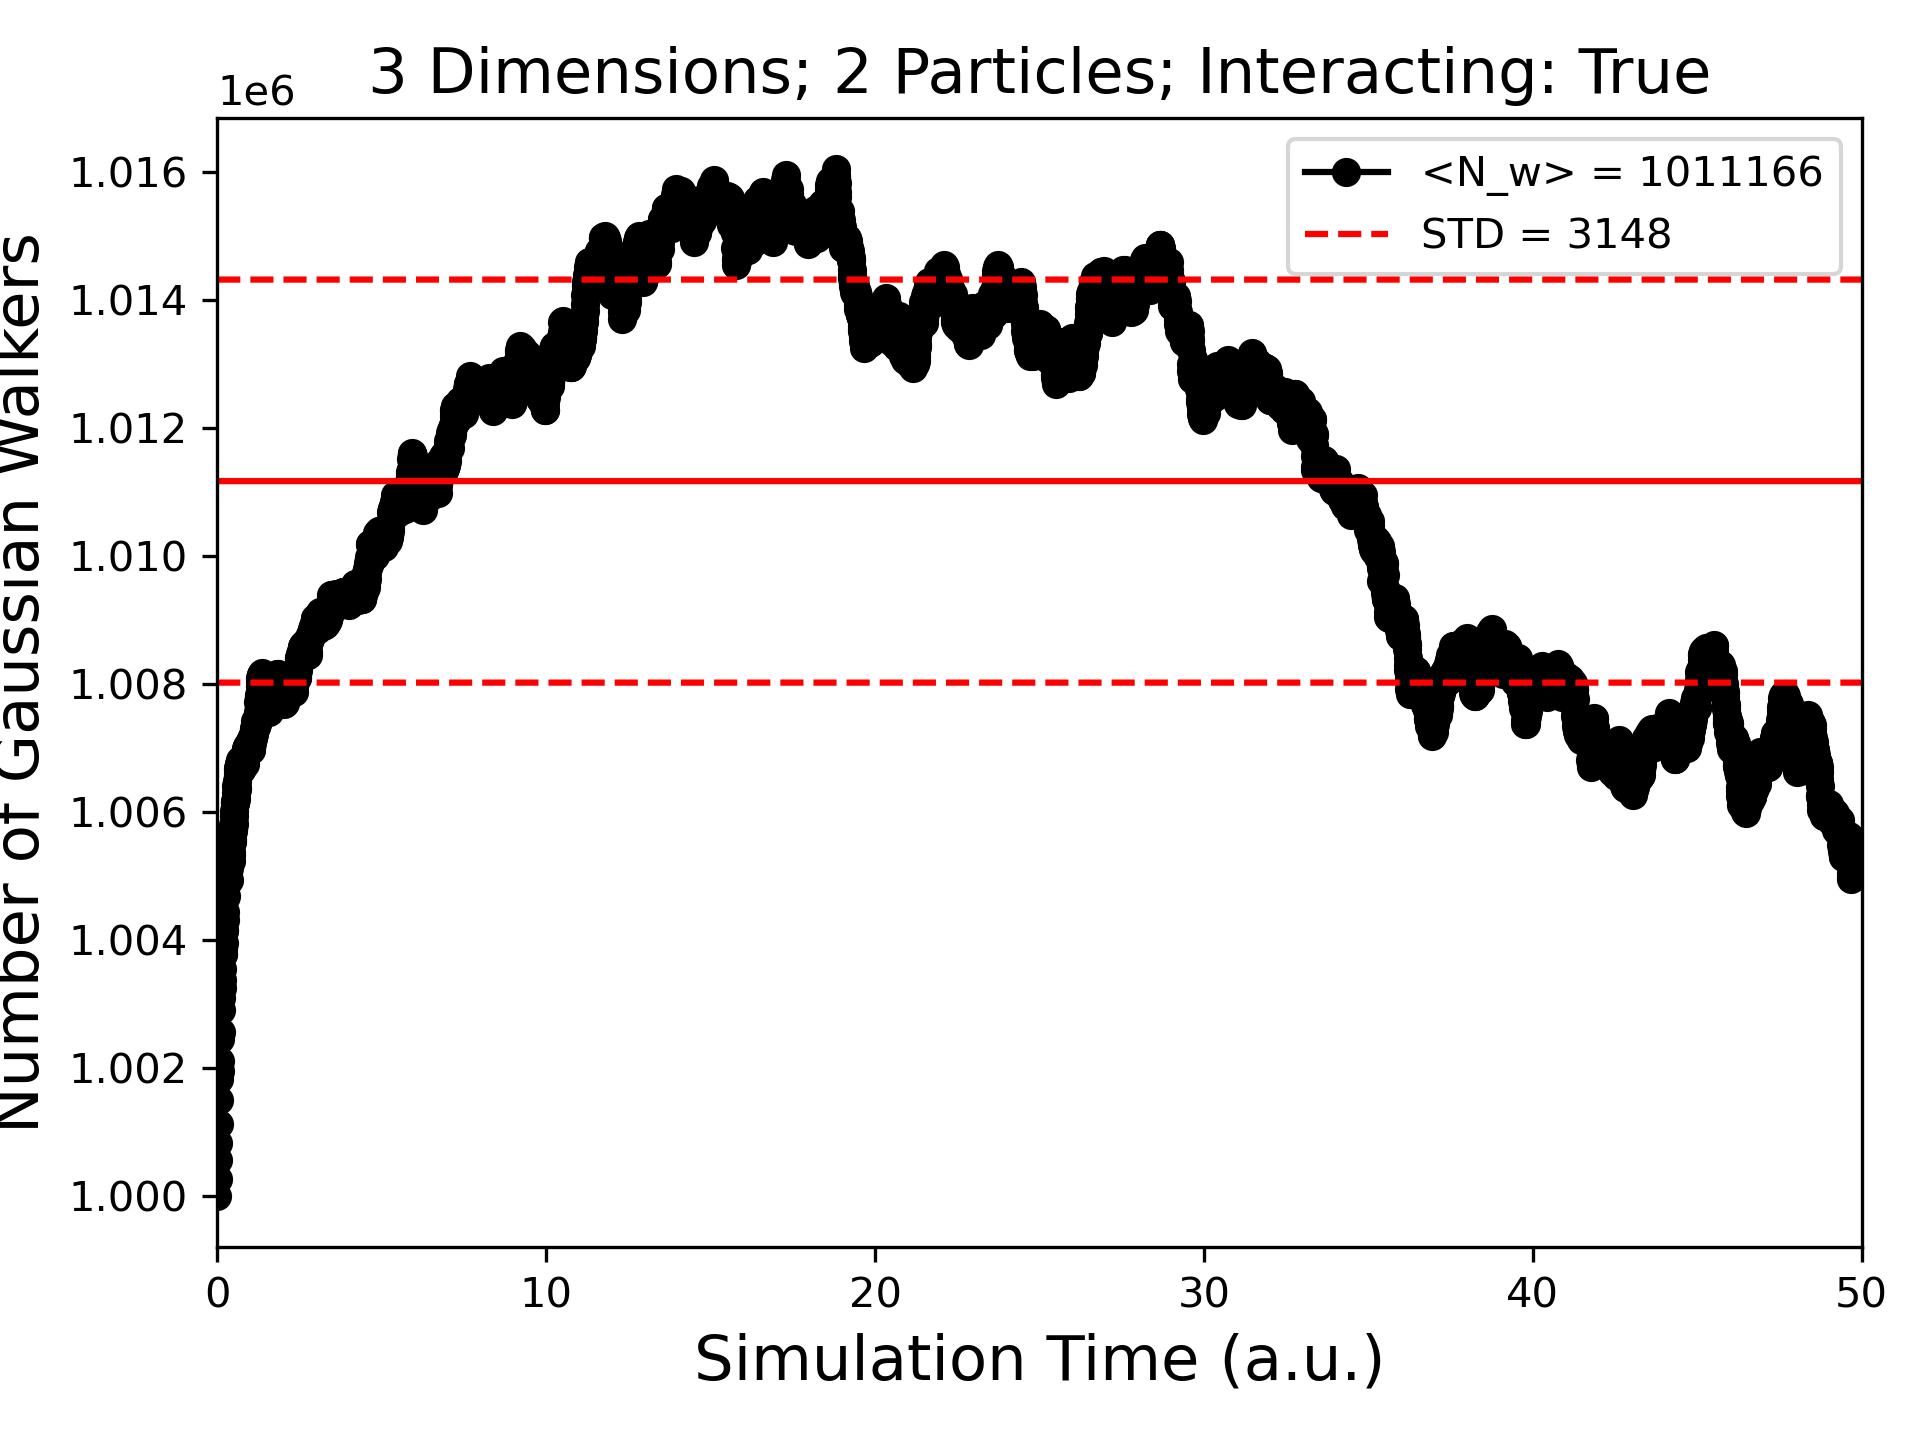 3 Dimensions; 2 Particles; Interacting: True
1e6
<N_w> = 1011166
STD = 3148
Number of Gaussian Walkers
1.016
1.014
1.012
1.010
1.008
1.006
1.004
1.002
1.000
0 10 20 30 40 50
Simulation Time (a.u.)